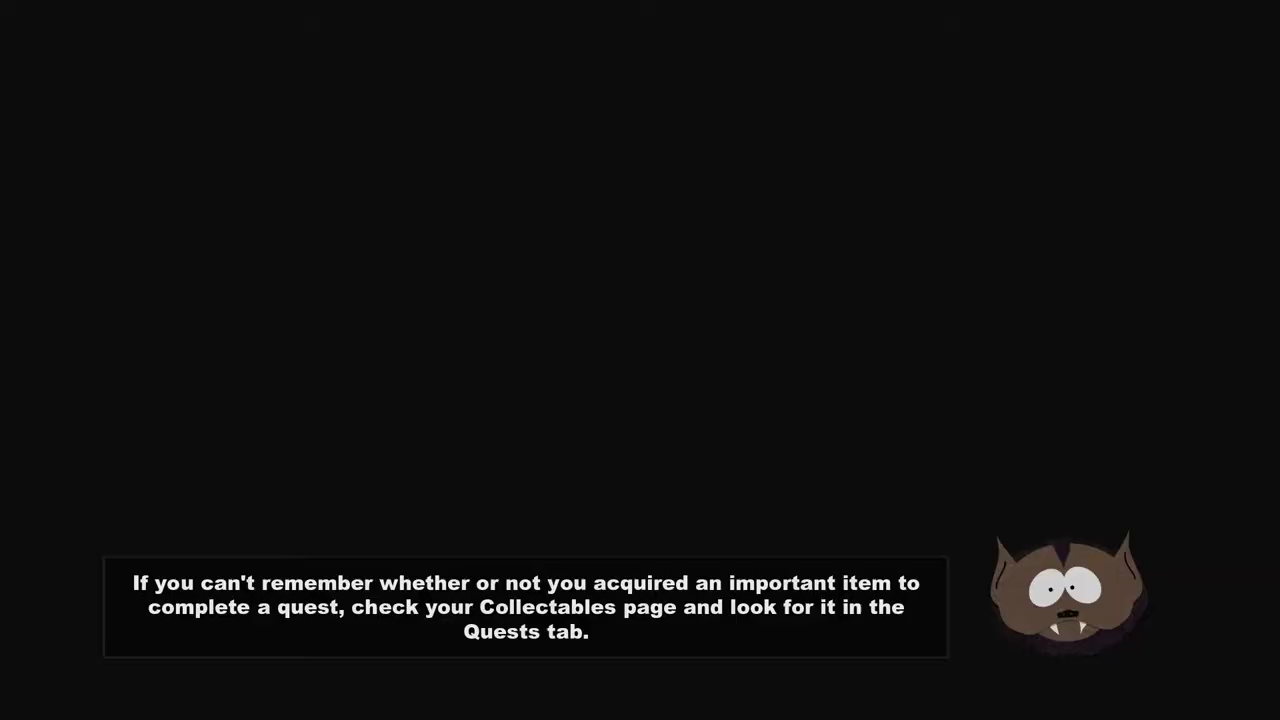 If you can't remember whether or not you acquired an important item to
complete a quest, check your Collectables page and look for it in the
Quests tab.